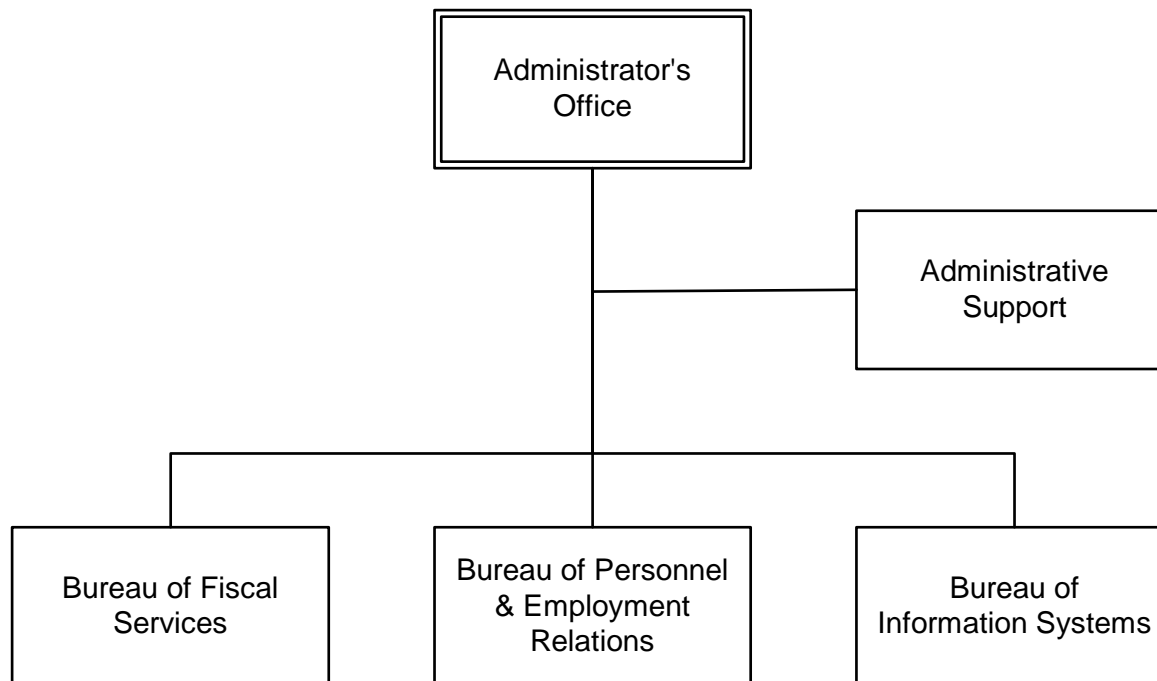 Administrator's
Office
Administrative
Support
Bureau of Fiscal
Services
Bureau of Personnel
& Employment
Relations
Bureau of
Information Systems